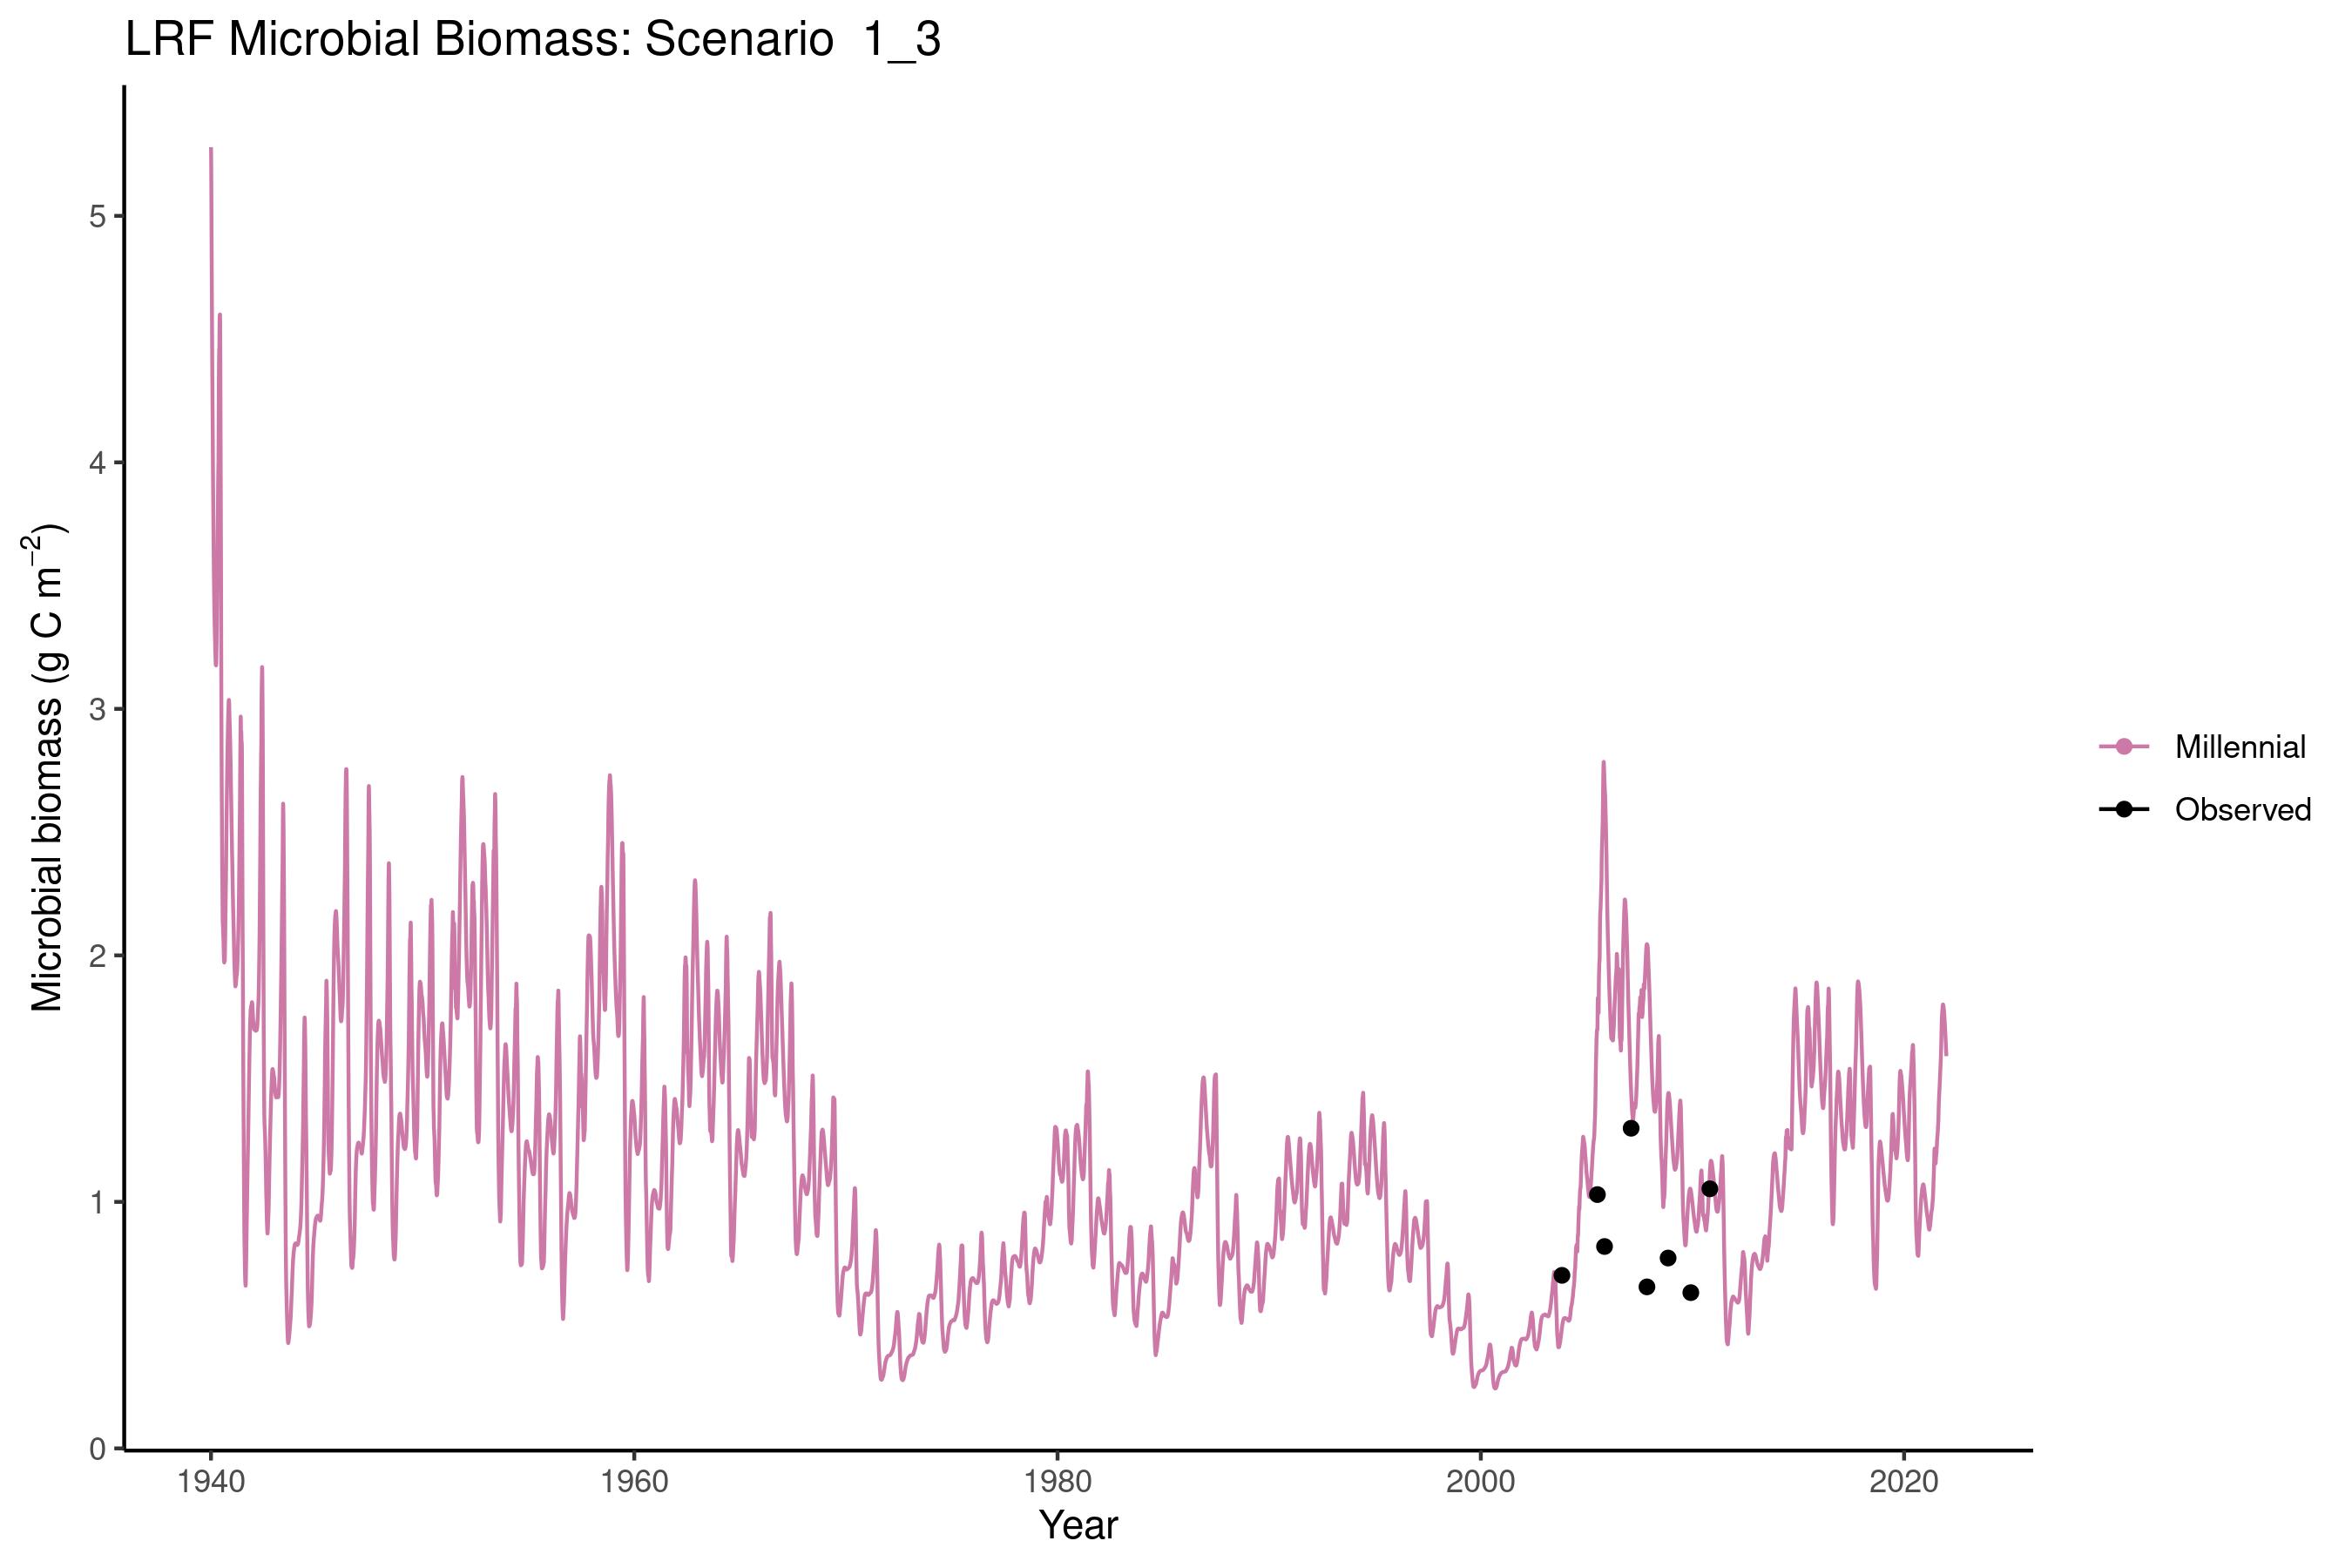 LRF Microbial Biomass: Scenario  1_3
Microbial biomass (g C m⁻²)
5
4
3
2
1
0
1940 1960 1980 2000 2020
Year
Millennial
Observed